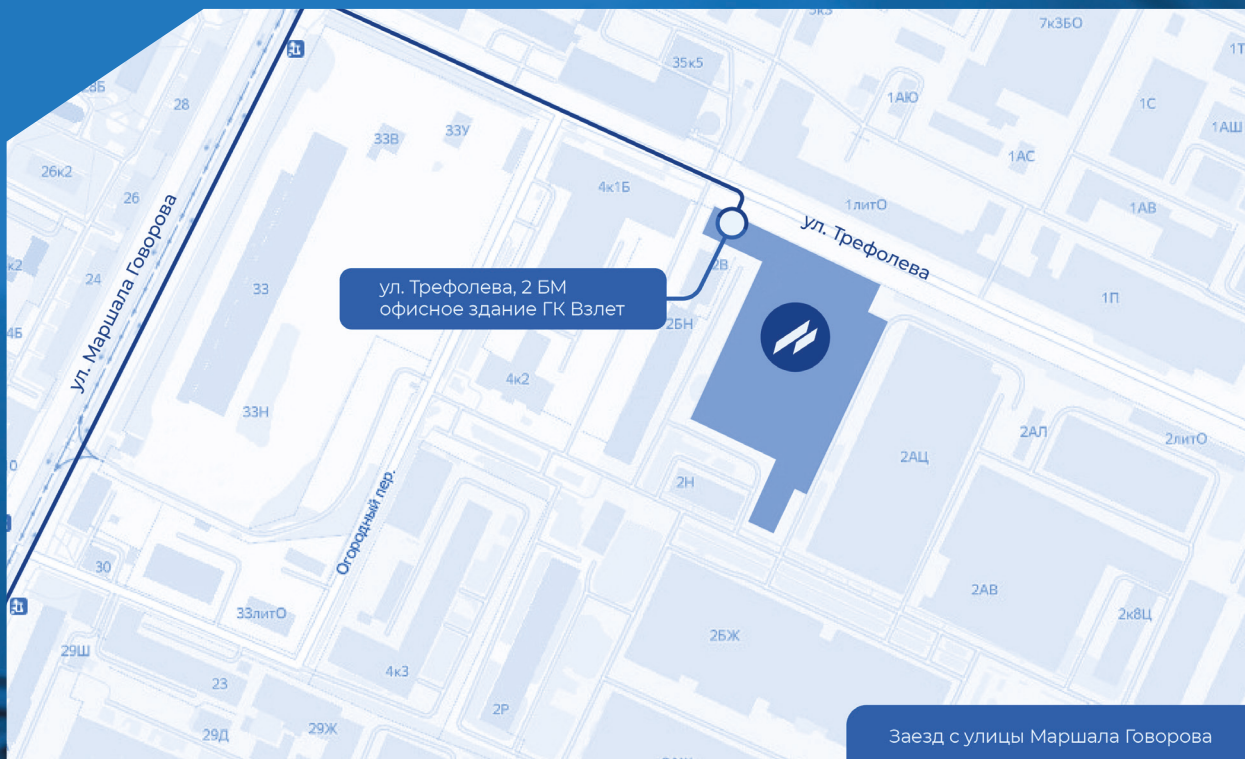 7к3БО
35к5
1АЮ
1С
28
1АШ
33В
33У
1АС
26к2
4к1Б
26
1литО
1АВ
ул. Маршала Говорова
ул. Трефолева
к2
24
2В
33
ул. Трефолева, 2 БМ
офисное здание ГК Взлет
1П
2БН
4Б
4к2
33Н
2АЛ
2литО
2АЦ
2Н
Огородный пер.
30
2АВ
33литО
2к8Ц
2БЖ
29Ш
4к3
23
2Р
29Ж
29Д
Заезд с улицы Маршала Говорова